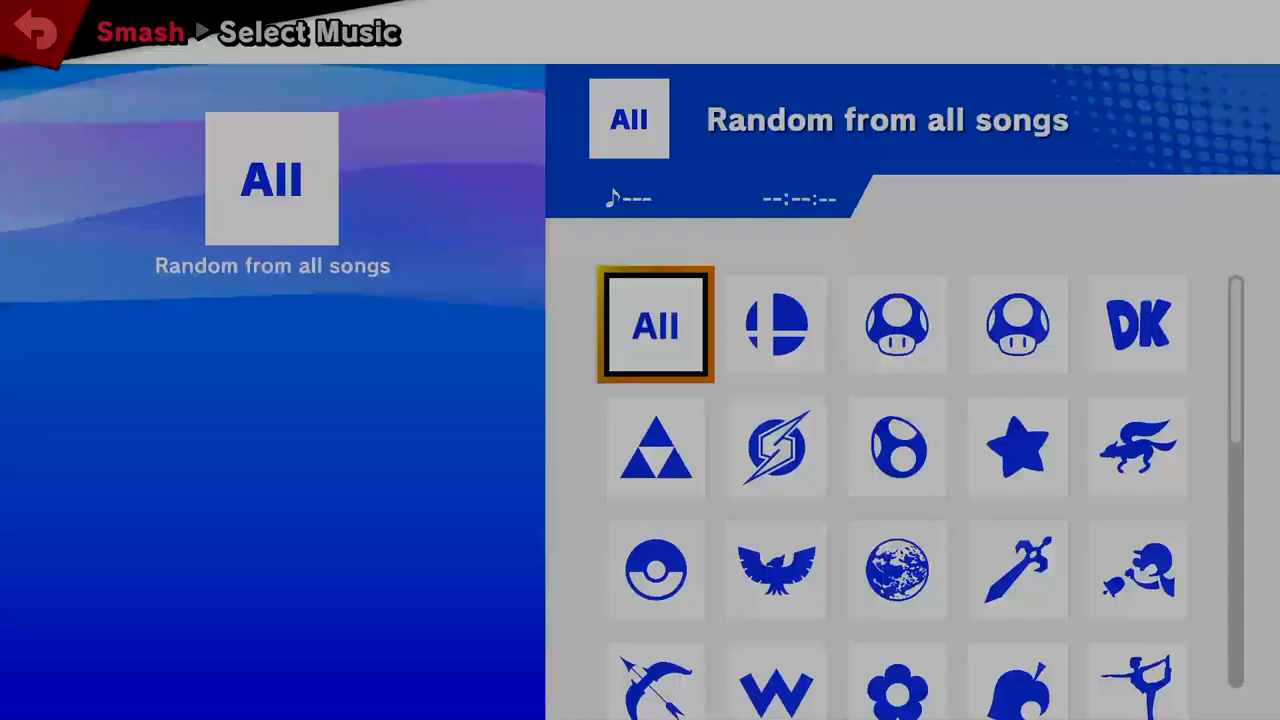 Smash ▶ Select Music
All
Random from all songs
All
Random from all songs
♪---
--:--:--
All
DK